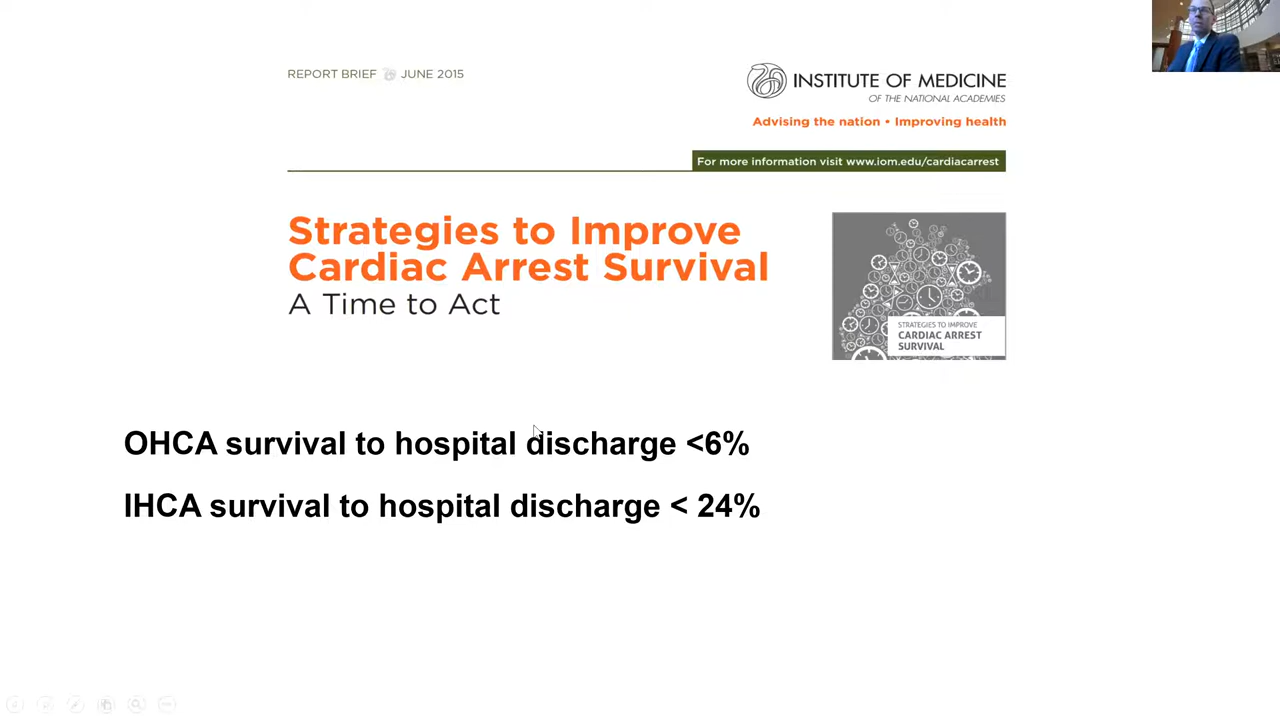 REPORT BRIEF JUNE 2015
INSTITUTE OF MEDICINE
OF THE NATIONAL ACADEMIES
Advising the nation • Improving health
For more information visit www.iom.edu/cardiacarrest
Strategies to Improve
Cardiac Arrest Survival
A Time to Act
STRATEGIES TO IMPROVE
CARDIAC ARREST
SURVIVAL
OHCA survival to hospital discharge <6%
IHCA survival to hospital discharge < 24%